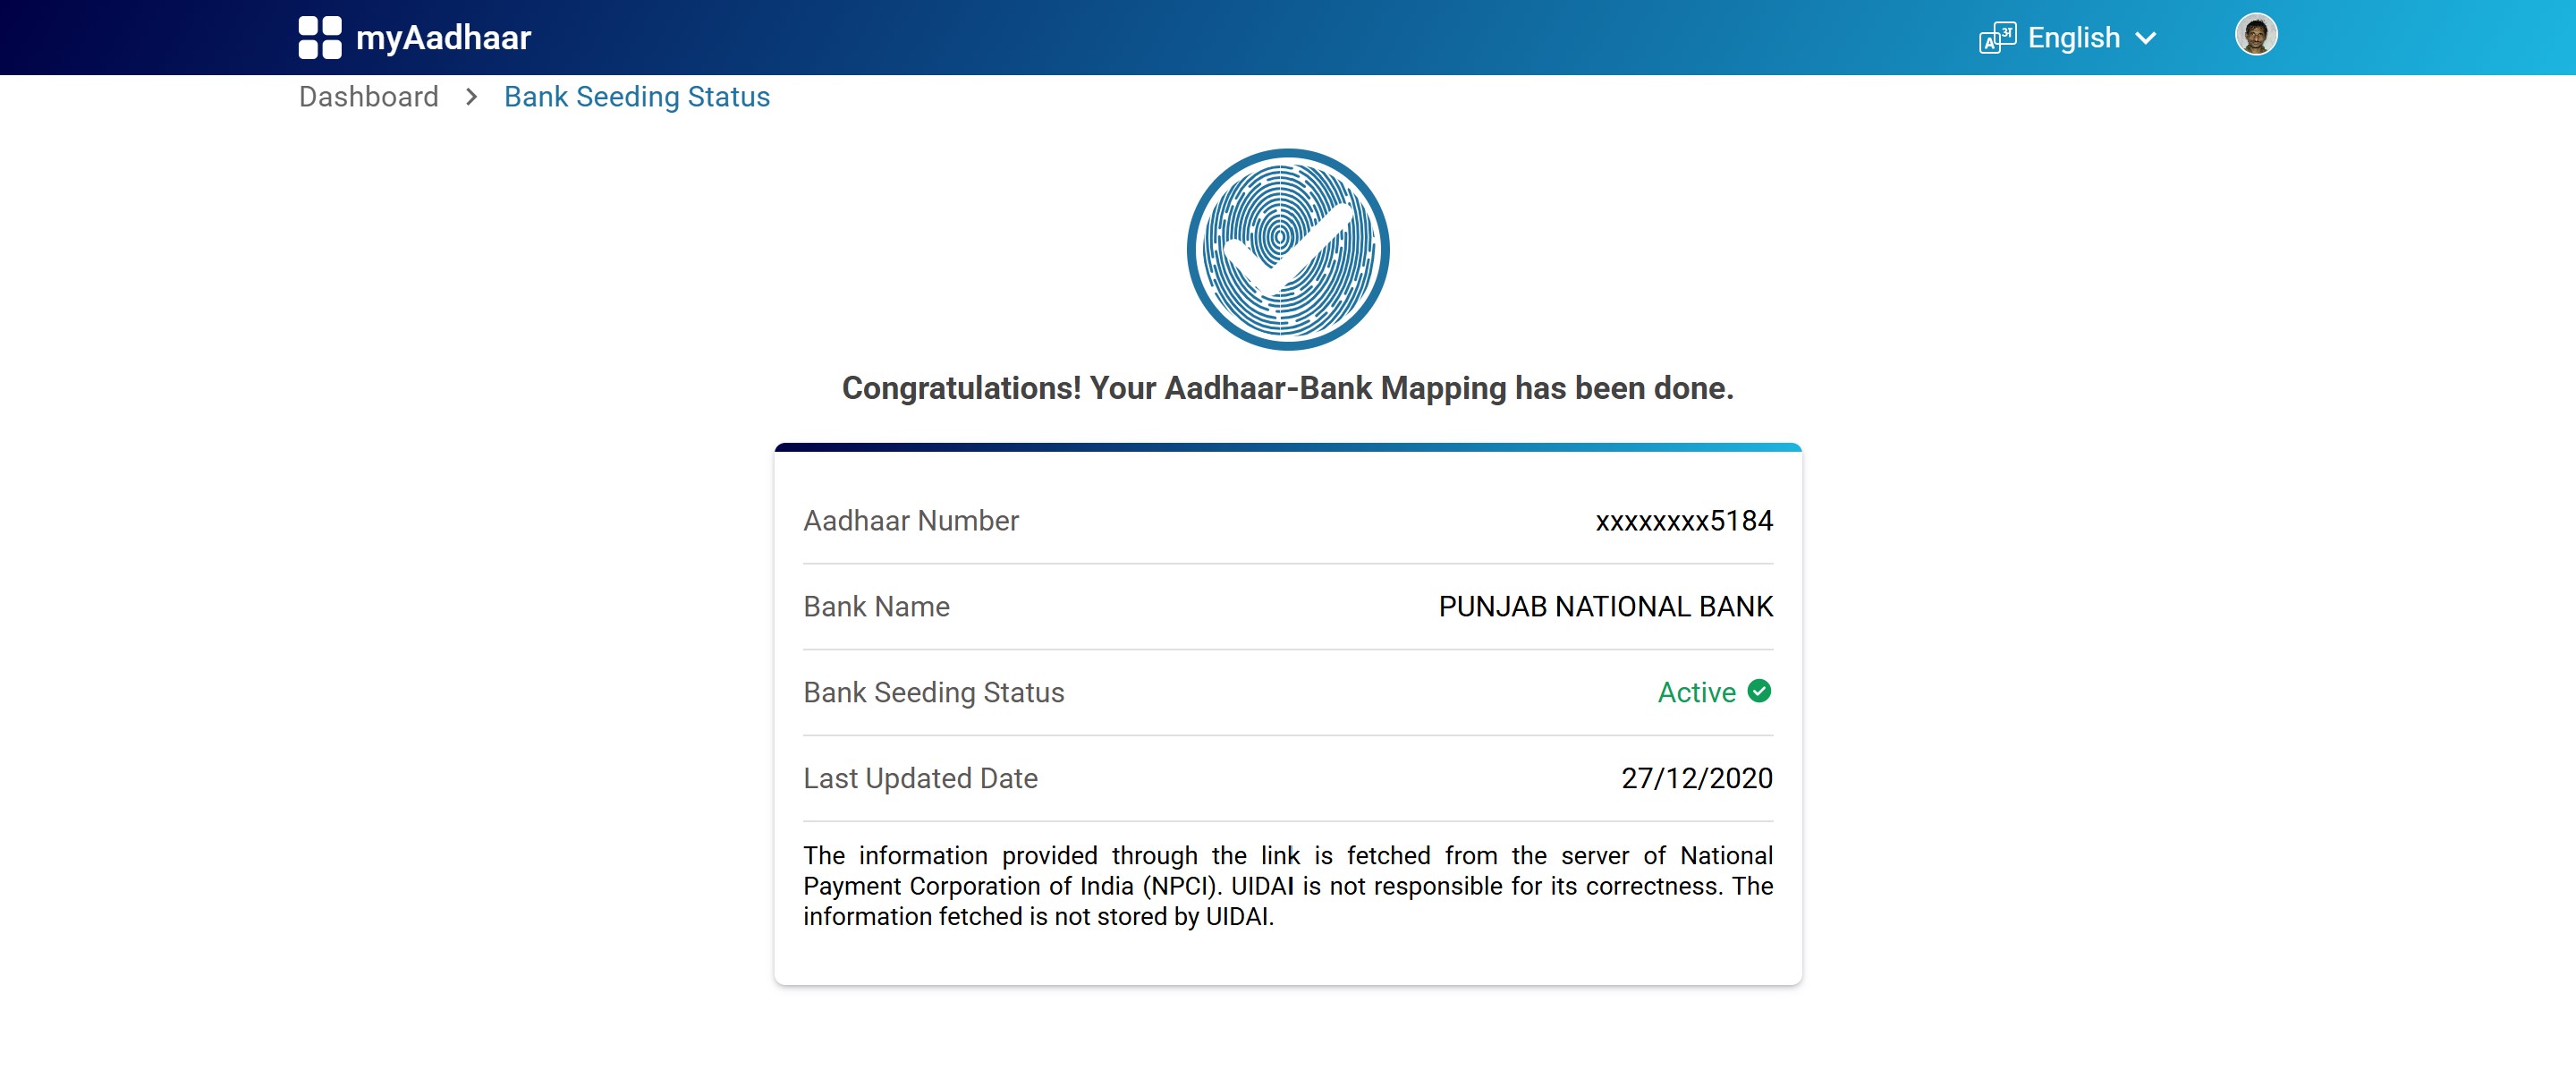 myAadhaar
Aअ English
Dashboard > Bank Seeding Status
Congratulations! Your Aadhaar-Bank Mapping has been done.
Aadhaar Number xxxxxxxx5184
Bank Name PUNJAB NATIONAL BANK
Bank Seeding Status Active
Last Updated Date 27/12/2020
The information provided through the link is fetched from the server of National
Payment Corporation of India (NPCI). UIDAI is not responsible for its correctness. The
information fetched is not stored by UIDAI.